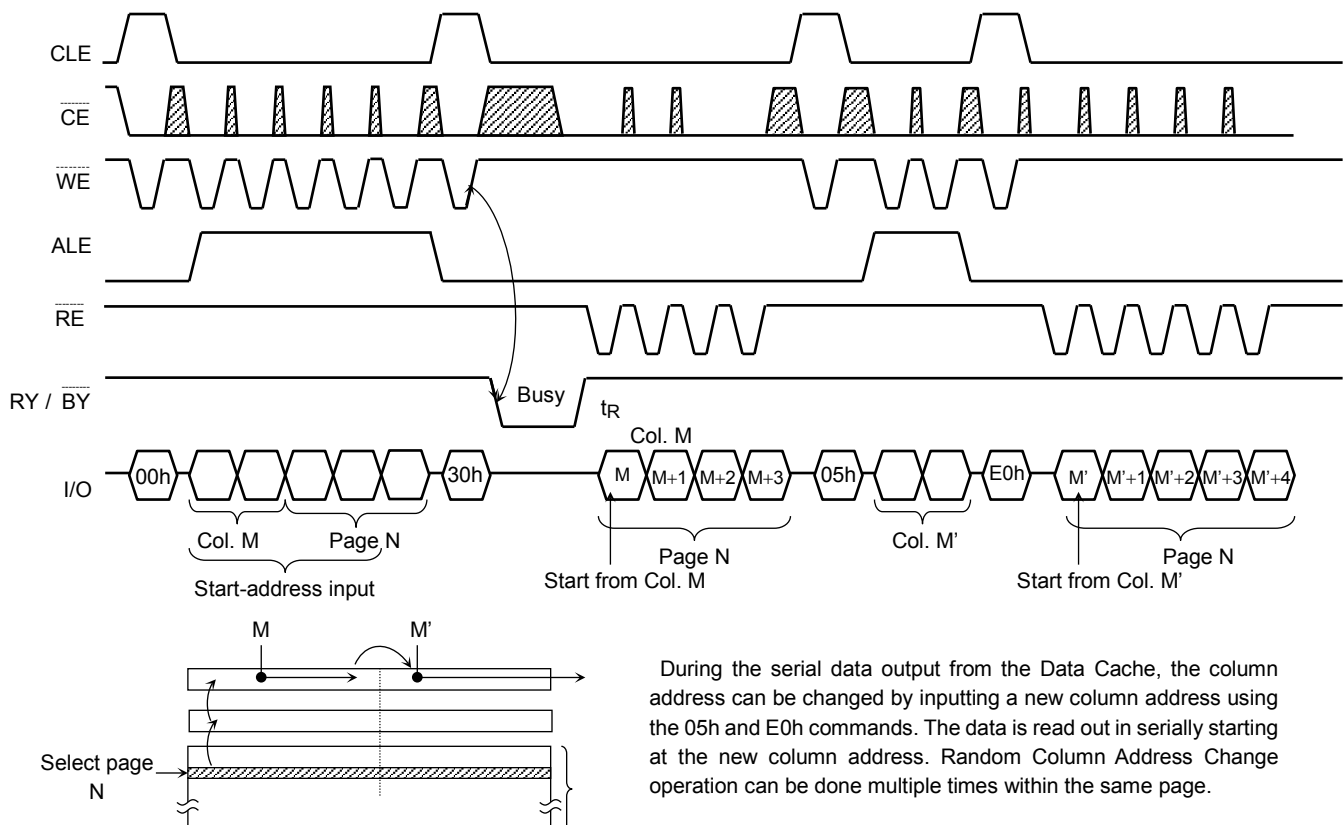 CLE
CE
WE
ALE
RE
RY / BY
Busy
tR
Col. M
I/O
00h
30h
M
M+1
M+2
M+3
05h
E0h
M'
M'+1
M'+2
M'+3
M'+4
Col. M
Page N
Start-address input
Page N
Start from Col. M
Col. M'
Page N
Start from Col. M'
M
M'
Select page
N
During the serial data output from the Data Cache, the column
address can be changed by inputting a new column address using
the 05h and E0h commands. The data is read out in serially starting
at the new column address. Random Column Address Change
operation can be done multiple times within the same page.